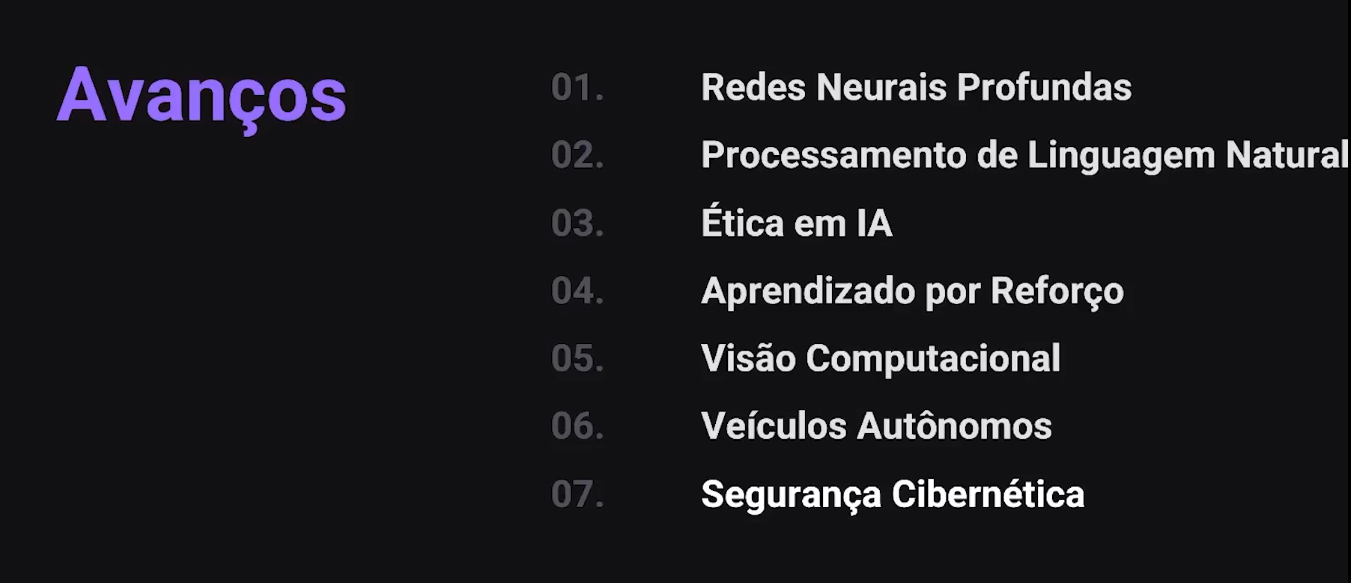 Avanços
01. Redes Neurais Profundas
02. Processamento de Linguagem Natural
03. Ética em IA
04. Aprendizado por Reforço
05. Visão Computacional
06. Veículos Autônomos
07. Segurança Cibernética